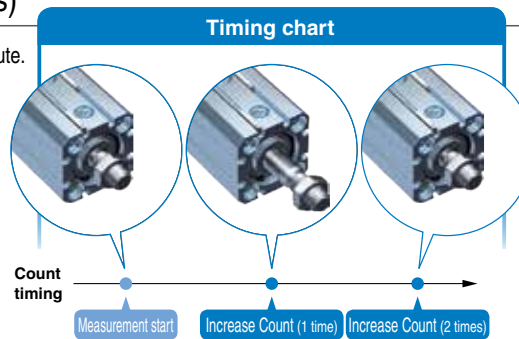 s)
Timing chart
ute.
Count
timing
Measurement start
Increase Count (1 time)
Increase Count (2 times)